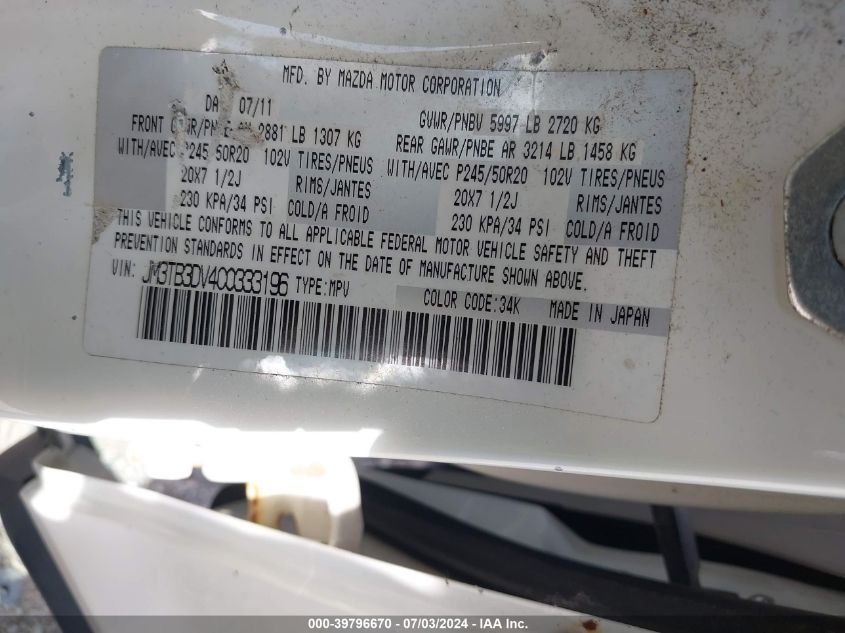 MFD. BY MAZDA MOTOR CORPORATION
DA 07/11 GVWR/PNBV 5997 LB 2720 KG
FRONT 2881 LB 1307 KG REAR GAWR/PNBE AR 3214 LB 1458 KG
WITH/AVEC P245 50R20 102V TIRES/PNEUS WITH/AVEC P245/50R20 102V TIRES/PNEUS
20X7 1/2J RIMS/JANTES 20X7 1/2J RIMS/JANTES
230 KPA/34 PSI COLD/A FROID 230 KPA/34 PSI COLD/A FROID
THIS VEHICLE CONFORMS TO ALL APPLICABLE FEDERAL MOTOR VEHICLE SAFETY AND THEFT
PREVENTION STANDARDS IN EFFECT ON THE DATE OF MANUFACTURE SHOWN ABOVE.
VIN: JM3TB3DV4C0333196 TYPE:MPV COLOR CODE:34K MADE IN JAPAN
000-39796670 - 07/03/2024 - IAA Inc.